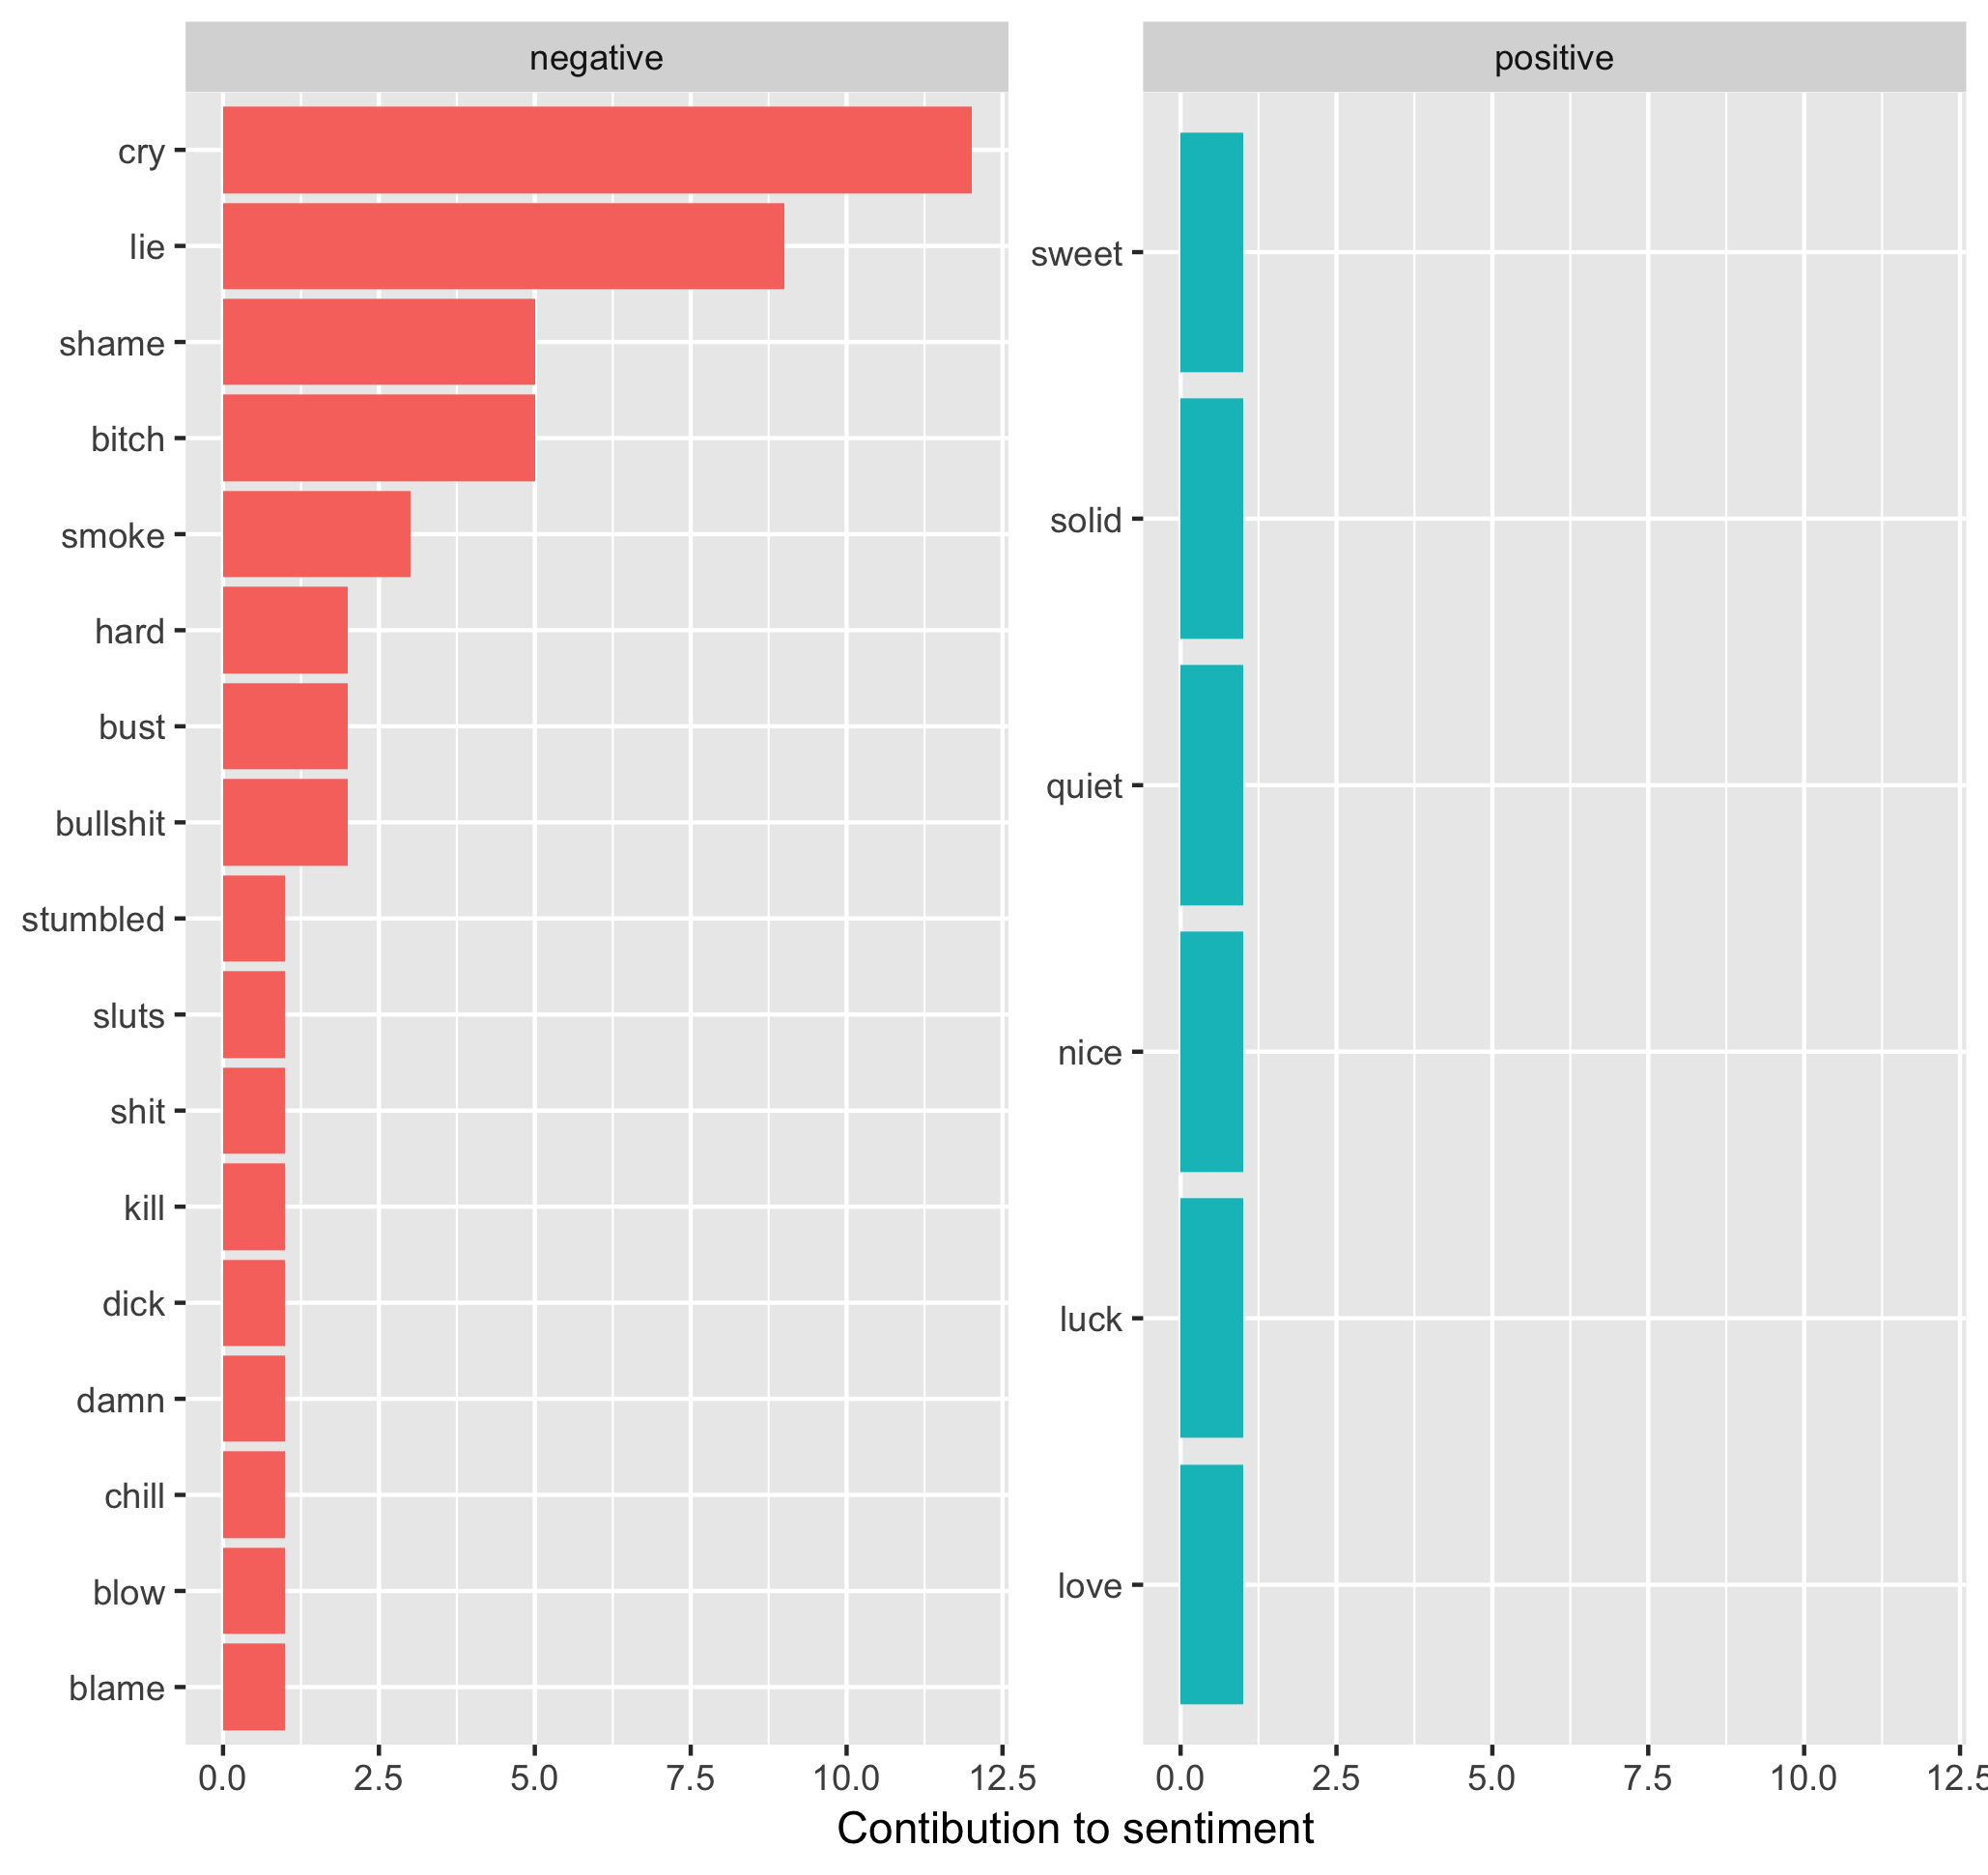 negative
cry
lie
shame
bitch
smoke
hard
bust
bullshit
stumbled
sluts
shit
kill
dick
damn
chill
blow
blame
0.0 2.5 5.0 7.5 10.0 12.5
positive
sweet
solid
quiet
nice
luck
love
0.0 2.5 5.0 7.5 10.0 12.5
Contibution to sentiment